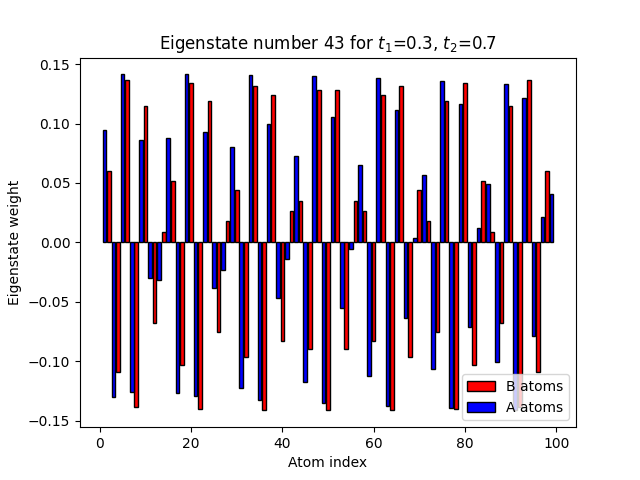 Eigenstate number 43 for t₁=0.3, t₂=0.7
Eigenstate weight
0.15
0.10
0.05
0.00
−0.05
−0.10
−0.15
B atoms
A atoms
0 20 40 60 80 100
Atom index